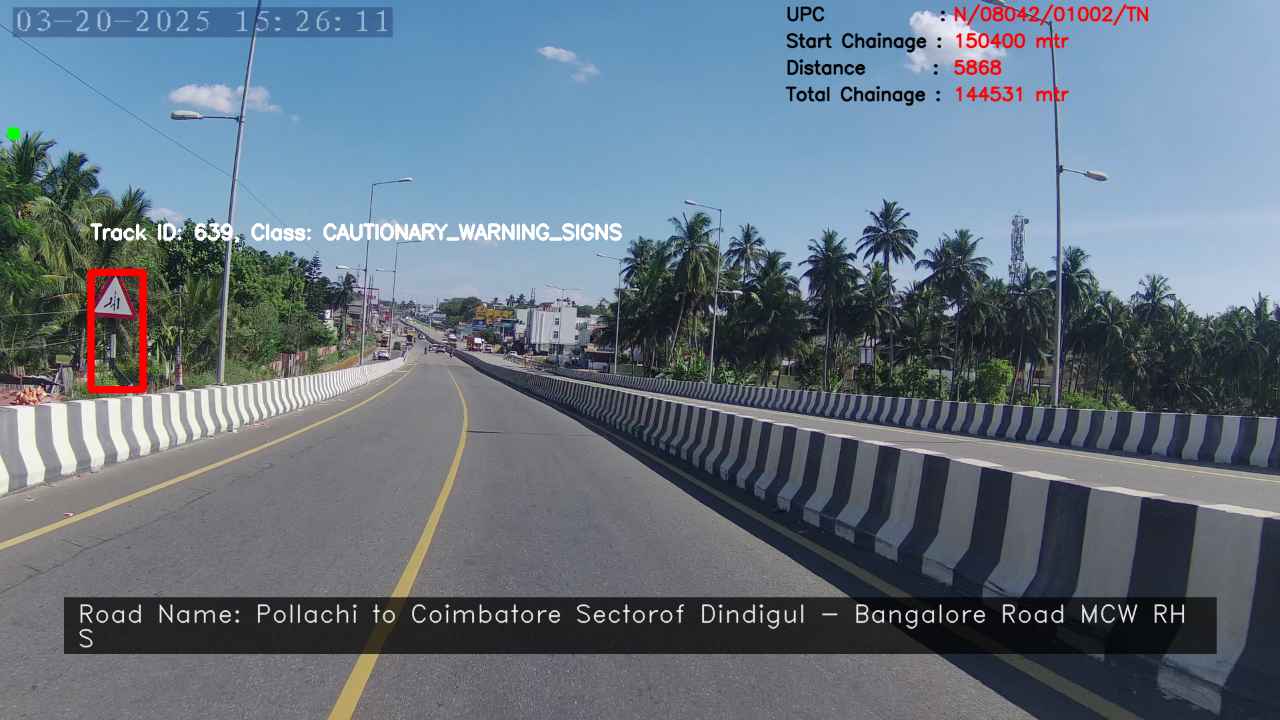 03-20-2025 15:26:11
UPC : N/08042/01002/TN
Start Chainage : 150400 mtr
Distance : 5868
Total Chainage : 144531 mtr
Track ID: 639, Class: CAUTIONARY_WARNING_SIGNS
Road Name: Pollachi to Coimbatore Sectorof Dindigul - Bangalore Road MCW RH
S